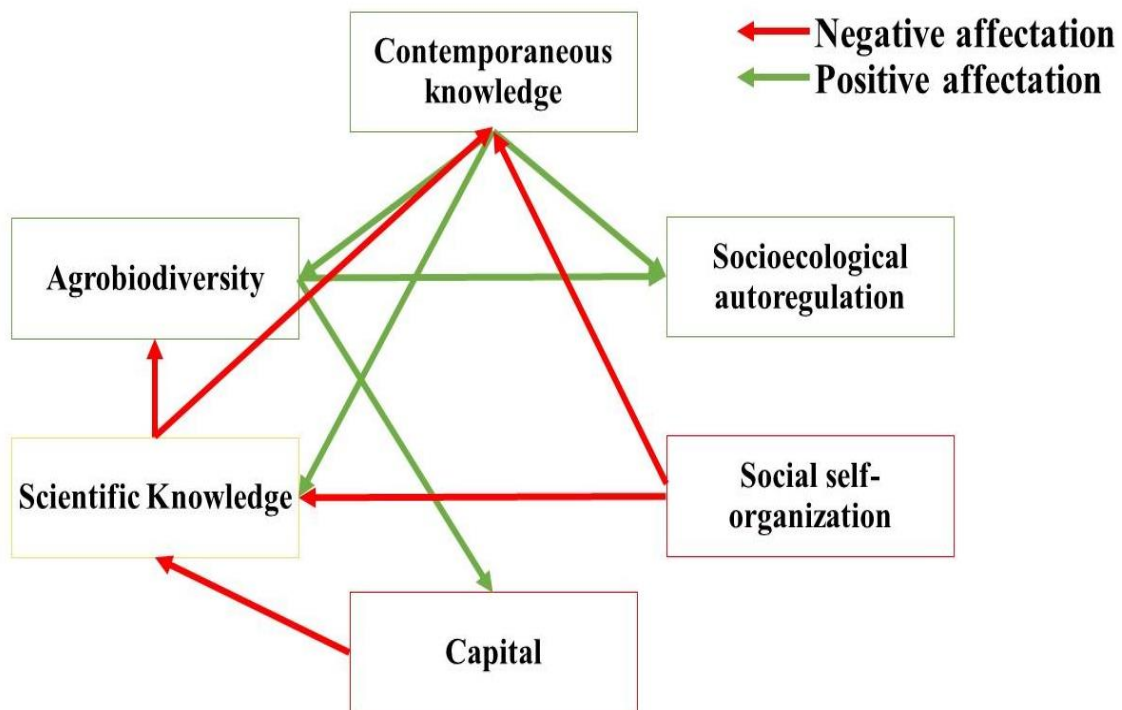 Contemporaneous
knowledge
Negative affectation
Positive affectation
Agrobiodiversity
Socioecological
autoregulation
Scientific Knowledge
Social self-
organization
Capital